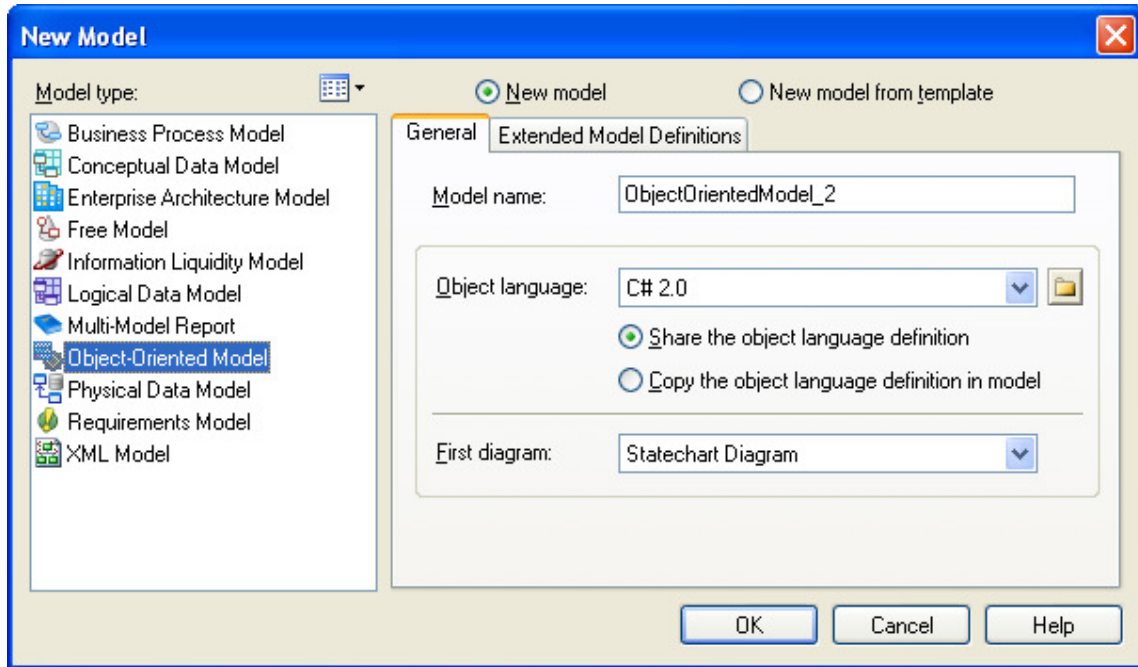 New Model
Model type:
New model
New model from template
Business Process Model
Conceptual Data Model
Enterprise Architecture Model
Free Model
Information Liquidity Model
Logical Data Model
Multi-Model Report
Object-Oriented Model
Physical Data Model
Requirements Model
XML Model
General
Extended Model Definitions
Model name:
ObjectOrientedModel_2
Object language:
C# 2.0
Share the object language definition
Copy the object language definition in model
First diagram:
Statechart Diagram
OK
Cancel
Help